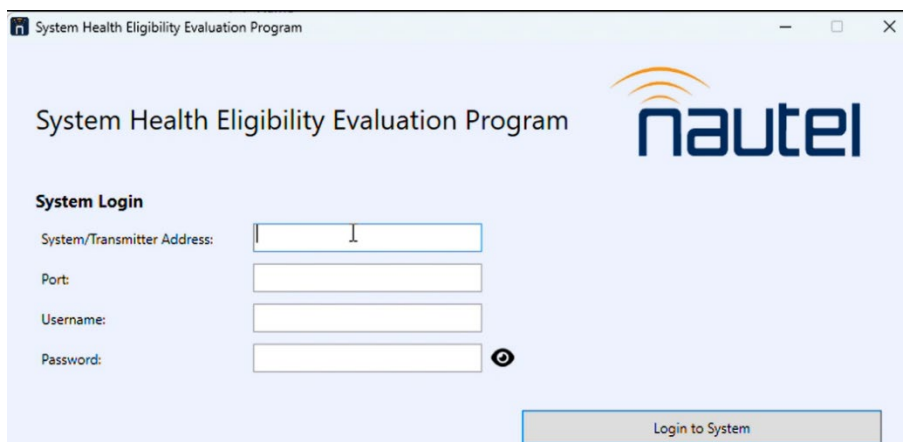 System Health Eligibility Evaluation Program
System Health Eligibility Evaluation Program
nautel
System Login
System/Transmitter Address:
Port:
Username:
Password:
Login to System